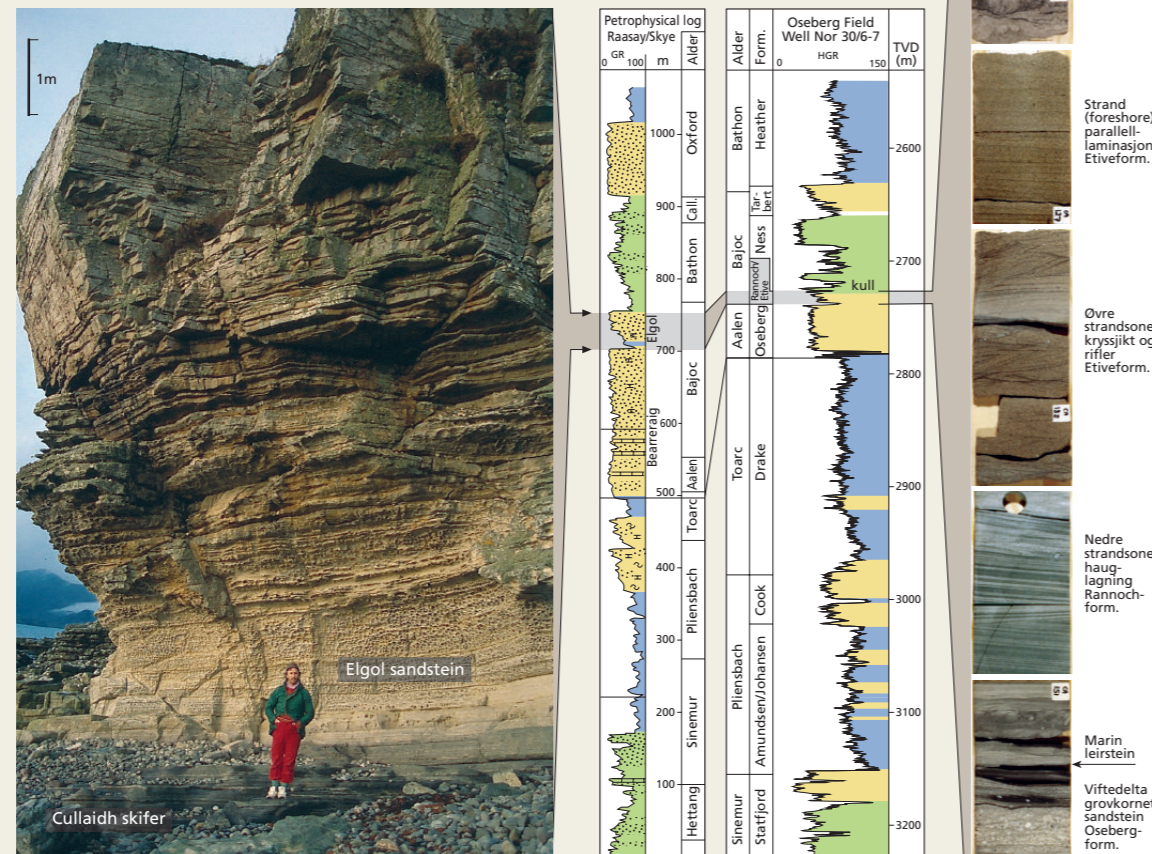 1m
Elgol sandstein
Cullaidh skifer
Petrophysical log
Raasay/Skye
GR
0 100
m
Alder
1000
900
800
700
600
500
400
300
200
100
Elgol
Bearreraig
Oxford
Call.
Bathon
Bajoc
Aalen
Toarc
Pliensbach
Sinemur
Hettang
Alder
Form.
Oseberg Field
Well Nor 30/6-7
HGR
0 150
TVD
(m)
Bathon
Bajoc
Aalen
Toarc
Pliensbach
Sinemur
Heather
Tar-
bert
Ness
Rannoch/
Etive
Oseberg
Drake
Cook
Amundsen/Johansen
Statfjord
kull
2600
2700
2800
2900
3000
3100
3200
Strand
(foreshore)
parallell-
laminasjon
Etiveform.
Øvre
strandsone
kryssjikt og
rifler
Etiveform.
Nedre
strandsone
haug-
lagning
Rannoch-
form.
Marin
leirstein
Viftedelta
grovkornet
sandstein
Oseberg-
form.